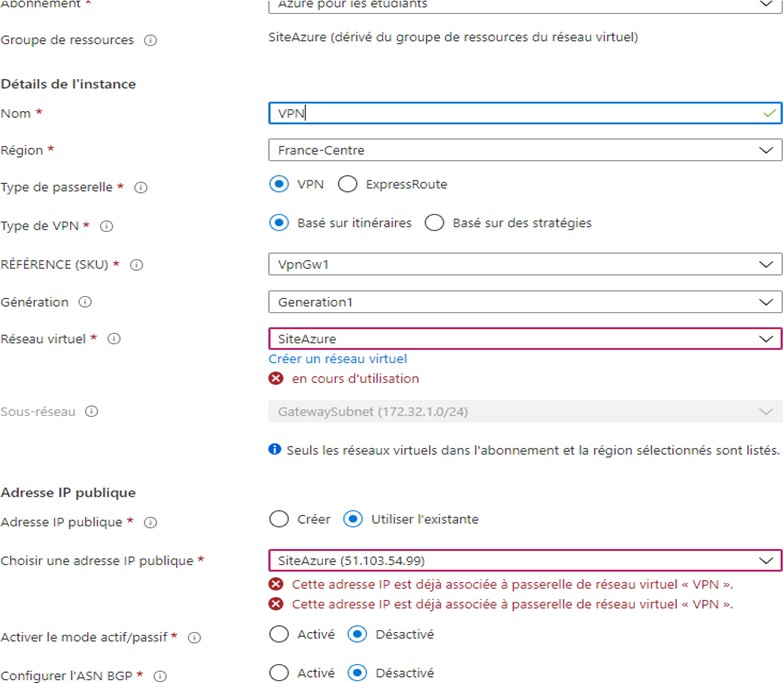 Abonnement * Azure pour les étudiants
Groupe de ressources SiteAzure (dérivé du groupe de ressources du réseau virtuel)
Détails de l'instance
Nom * VPN
Région * France-Centre
Type de passerelle * VPN ExpressRoute
Type de VPN * Basé sur itinéraires Basé sur des stratégies
RÉFÉRENCE (SKU) * VpnGw1
Génération Generation1
Réseau virtuel * SiteAzure
Créer un réseau virtuel
en cours d'utilisation
Sous-réseau GatewaySubnet (172.32.1.0/24)
Seuls les réseaux virtuels dans l'abonnement et la région sélectionnés sont listés.
Adresse IP publique
Adresse IP publique * Créer Utiliser l'existante
Choisir une adresse IP publique * SiteAzure (51.103.54.99)
Cette adresse IP est déjà associée à passerelle de réseau virtuel « VPN ».
Cette adresse IP est déjà associée à passerelle de réseau virtuel « VPN ».
Activer le mode actif/passif * Activé Désactivé
Configurer l'ASN BGP * Activé Désactivé